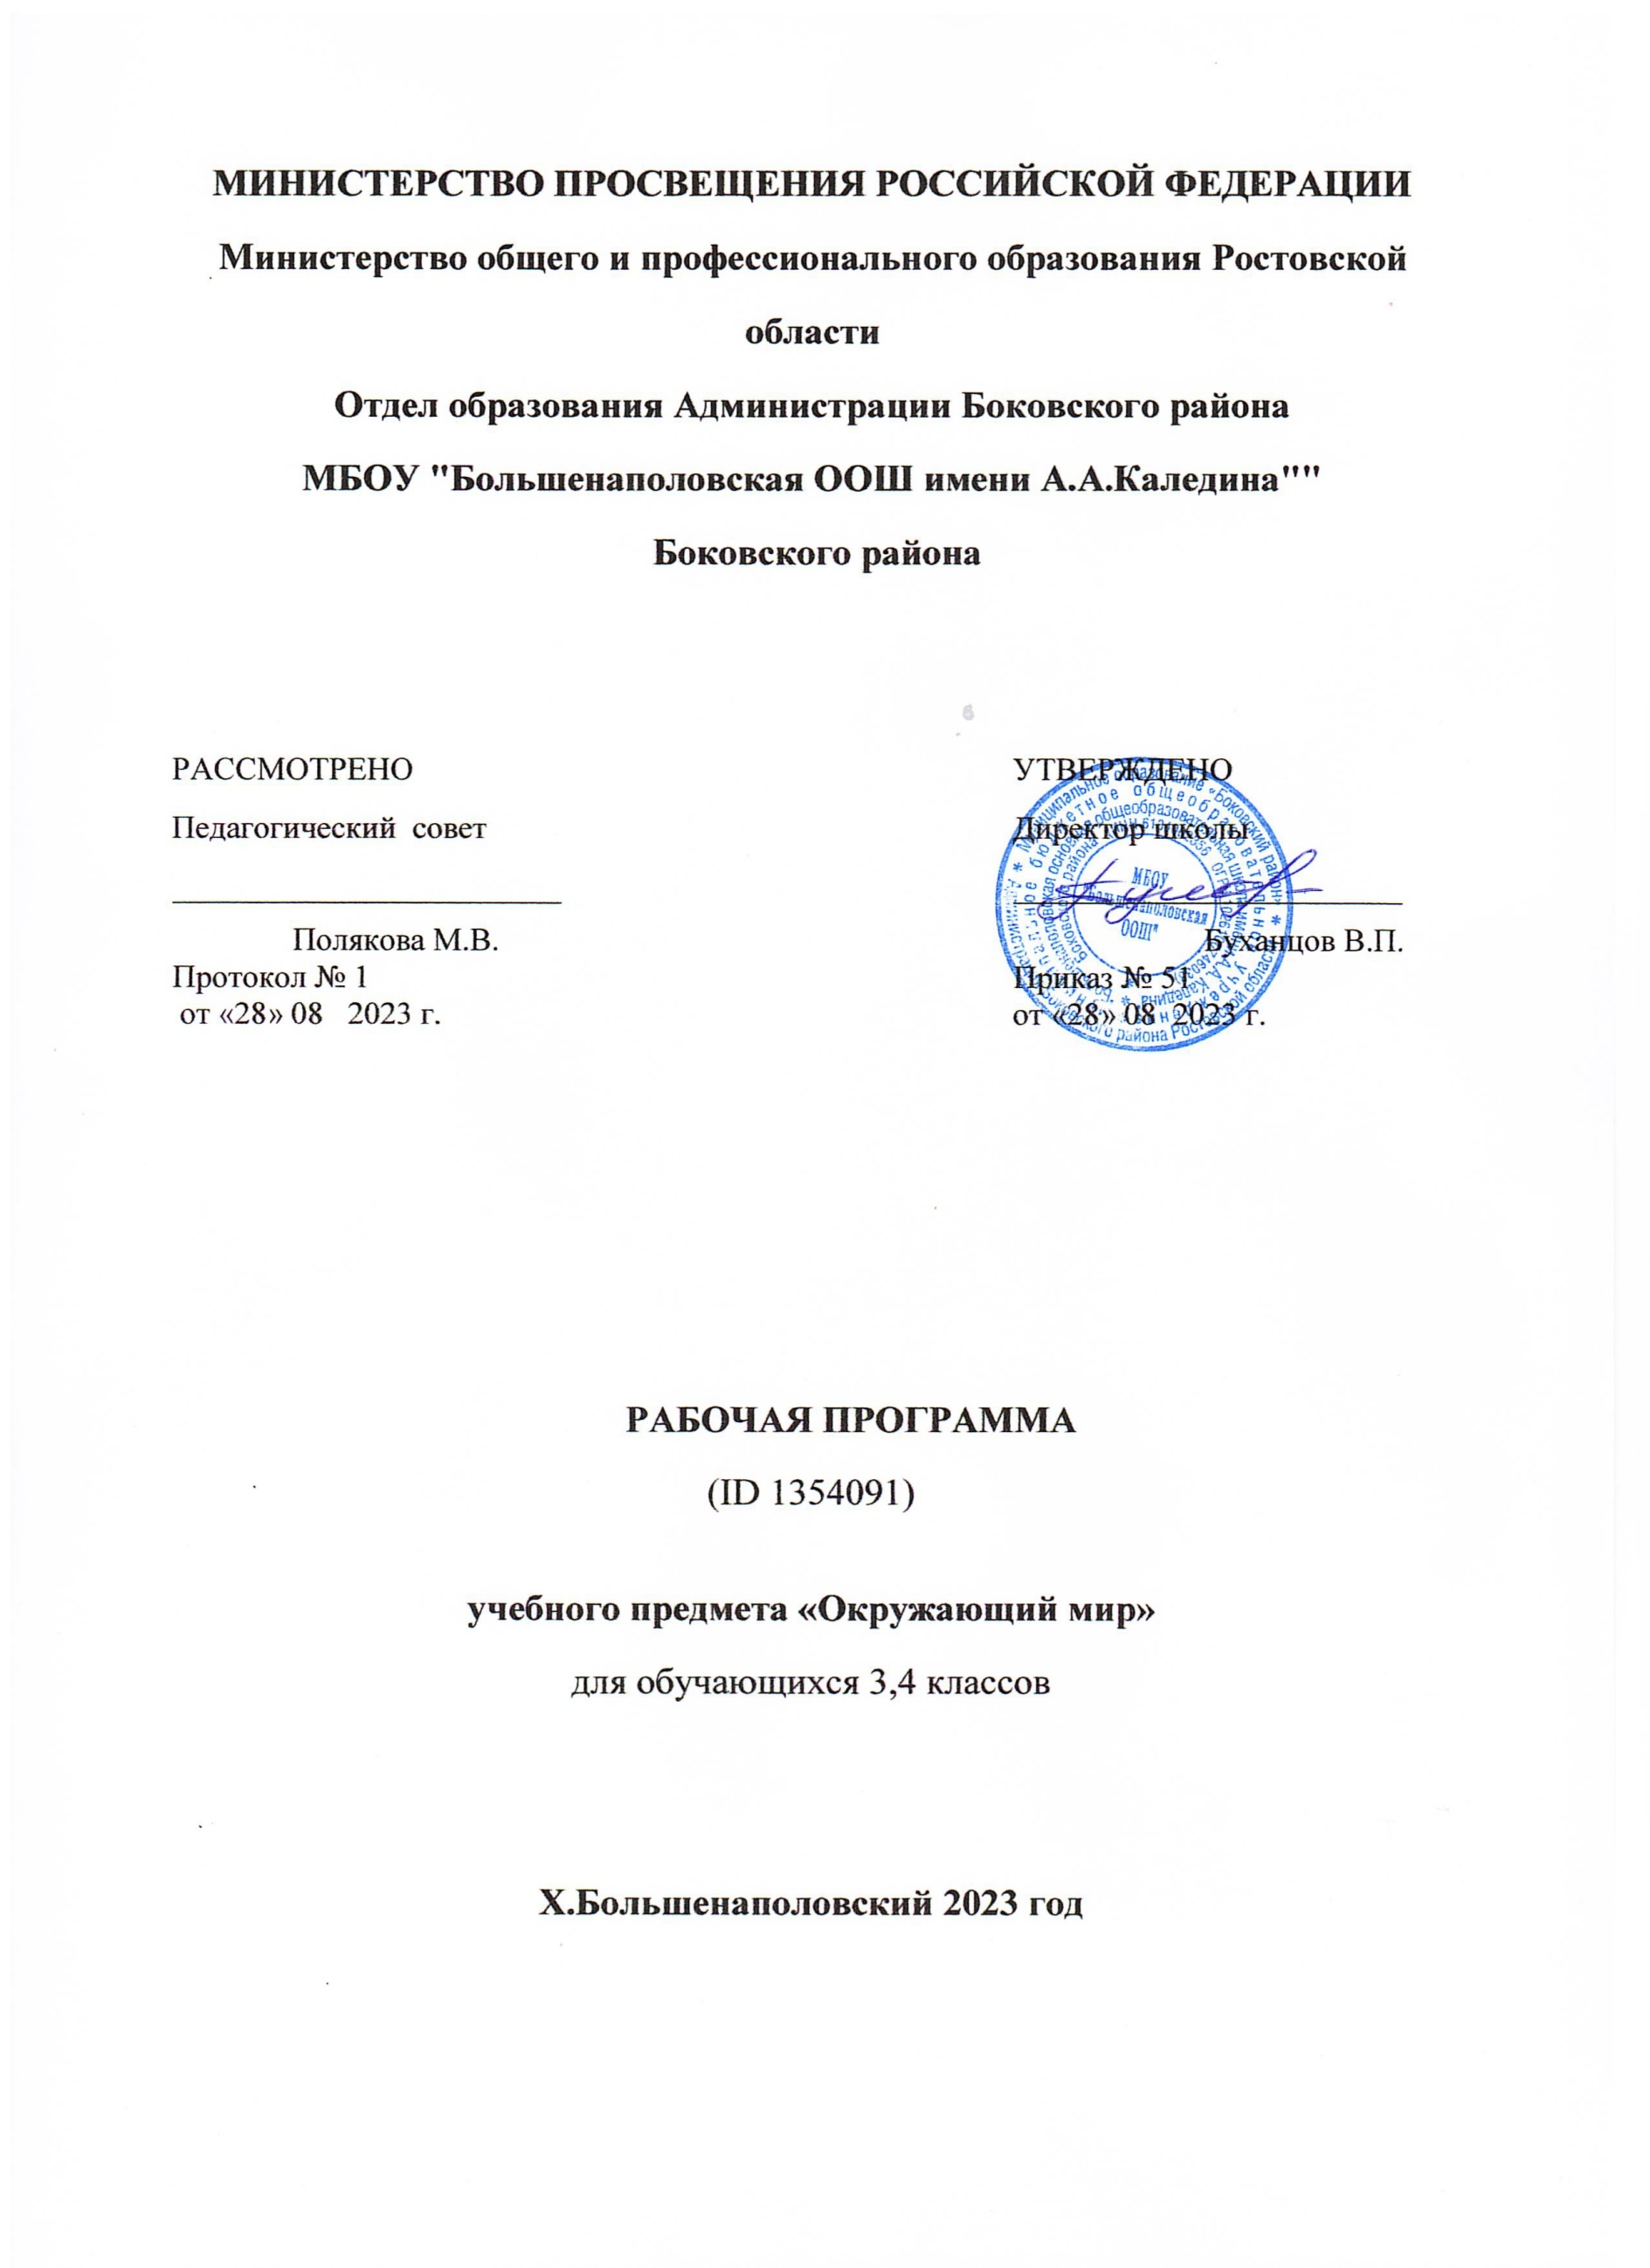 МИНИСТЕРСТВО ПРОСВЕЩЕНИЯ РОССИЙСКОЙ ФЕДЕРАЦИИ
Министерство общего и профессионального образования Ростовской
области
Отдел образования Администрации Боковского района
МБОУ "Большенаполовская ООШ имени А.А.Каледина""
Боковского района
РАССМОТРЕНО
Педагогический совет
Полякова М.В.
Протокол № 1
от «28» 08 2023 г.
УТВЕРЖДЕНО
Директор школы
МБОУ
"Большенаполовская
ООШ"
Буханцов В.П.
Приказ № 51
от «28» 08 2023 г.
РАБОЧАЯ ПРОГРАММА
(ID 1354091)
учебного предмета «Окружающий мир»
для обучающихся 3,4 классов
Х.Большенаполовский 2023 год